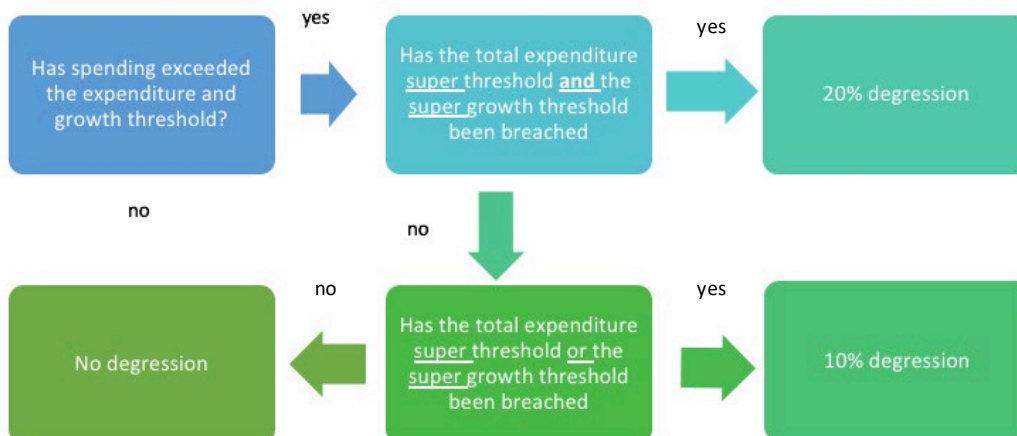 yes
Has spending exceeded
the expenditure and
growth threshold?
Has the total expenditure
super threshold and the
super growth threshold
been breached
yes
20% degression
no
no
No degression
no
Has the total expenditure
super threshold or the
super growth threshold
been breached
yes
10% degression